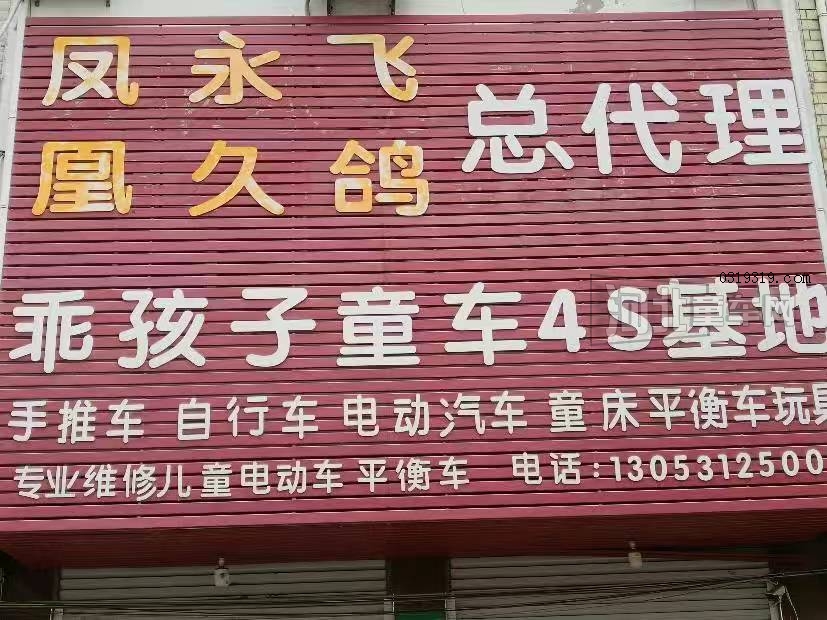 凤 永 飞
凰 久 鸽
总代理
0319319.com
乖孩子童车4S基地
手推车 自行车 电动汽车 童床 平衡车 玩具
专业维修儿童电动车 平衡车 电话:1305312500